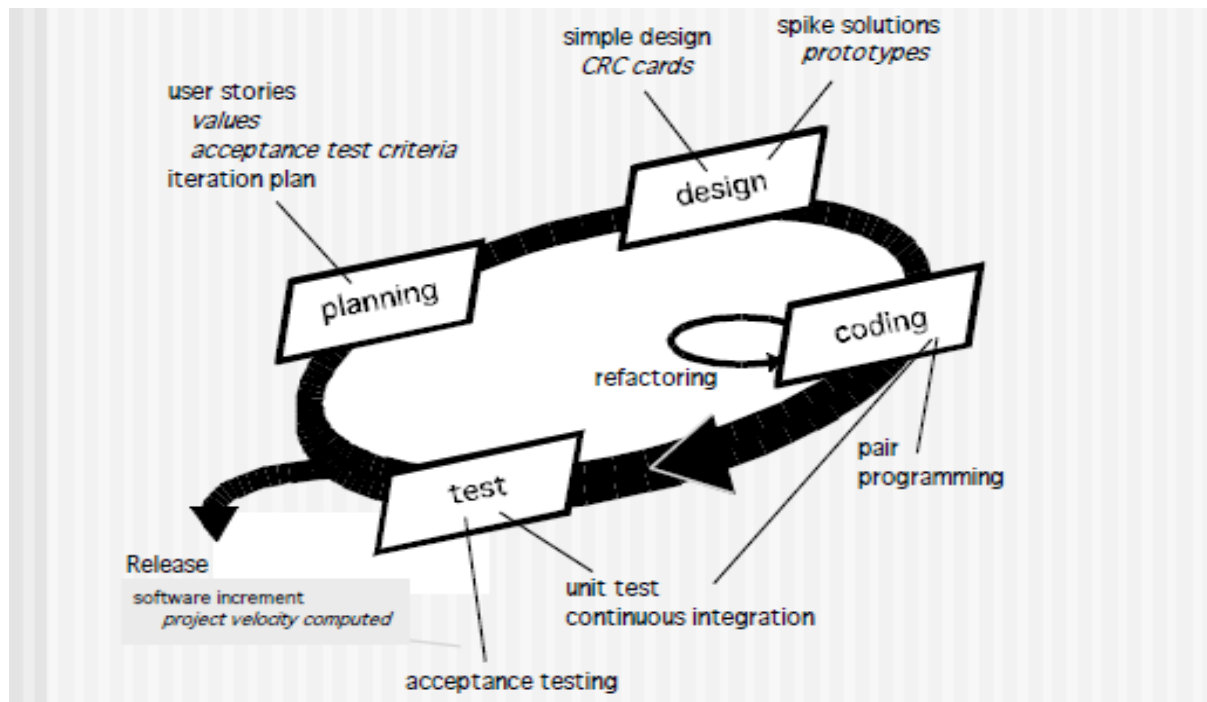 simple design
CRC cards
spike solutions
prototypes
user stories
values
acceptance test criteria
iteration plan
design
planning
coding
refactoring
pair
programming
test
Release
software increment
project velocity computed
unit test
continuous integration
acceptance testing